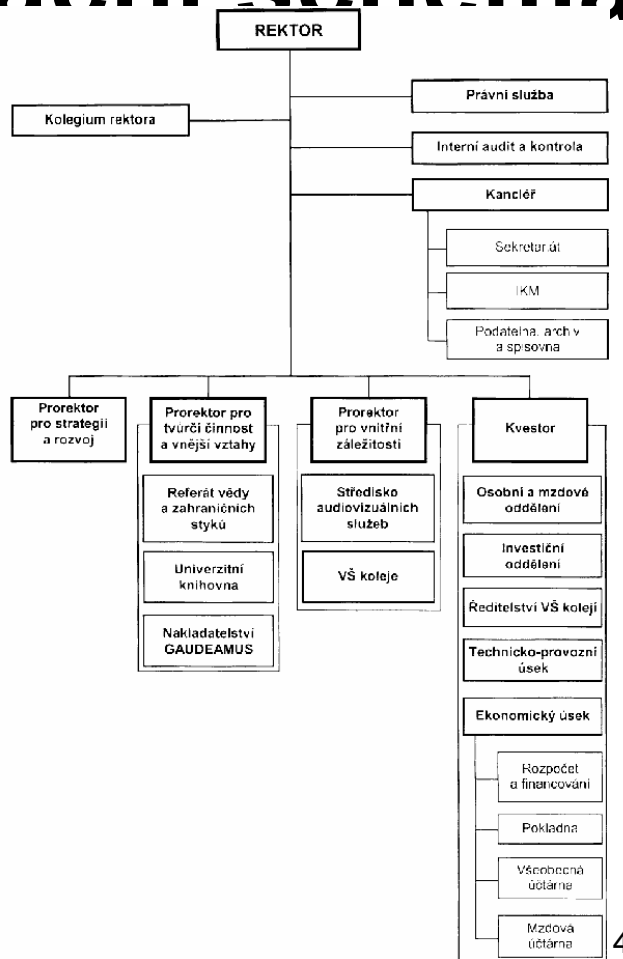 REKTOR
Právní služba
Kolegium rektora
Interní audit a kontrola
Kancléř
Sekretariát
IKM
Podatelna, archiv
a spisovna
Prorektor
pro strategii
a rozvoj
Prorektor pro
tvůrčí činnost
a vnější vztahy
Prorektor
pro vnitřní
záležitosti
Kvestor
Referát vědy
a zahraničních
styků
Středisko
audiovizuálních
služeb
Osobní a mzdové
oddělení
Univerzitní
knihovna
VŠ koleje
Investiční
oddělení
Nakladatelství
GAUDEAMUS
Ředitelství VŠ kolejí
Technicko-provozní
úsek
Ekonomický úsek
Rozpočet
a financování
Pokladna
Všeobecná
účtárna
Mzdová
účtárna
4